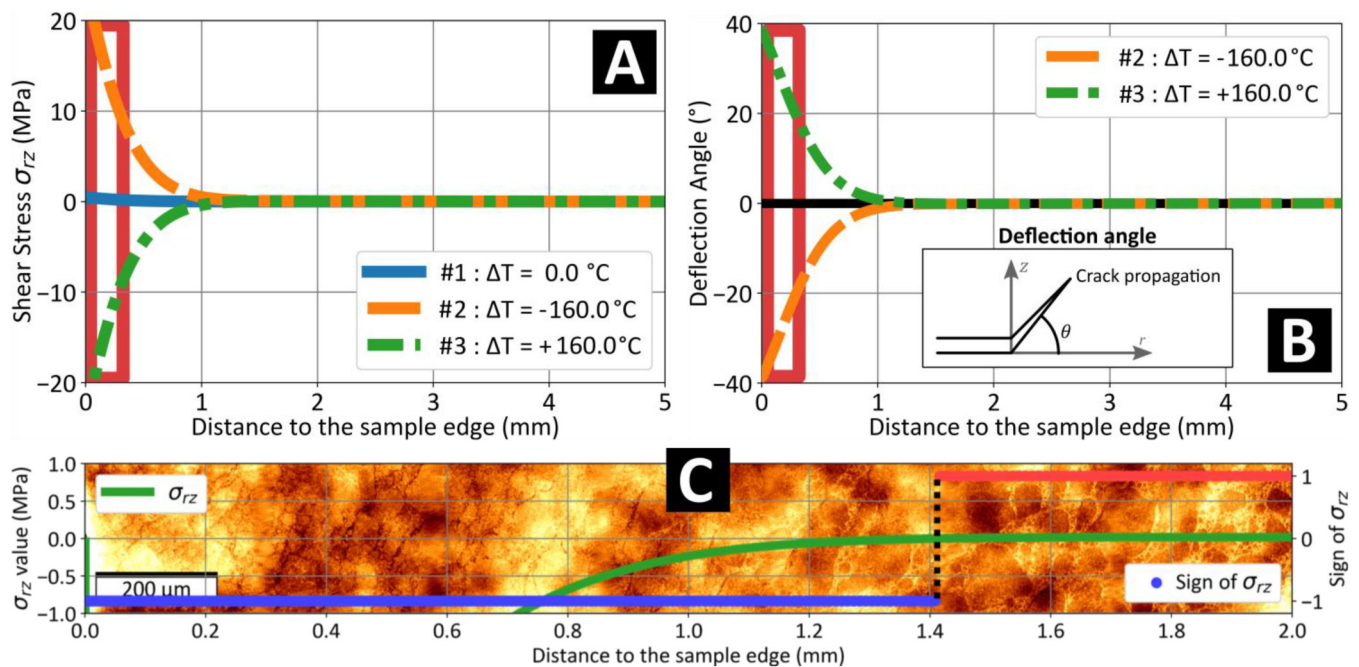 A
Shear Stress σrz (MPa)
20
10
0
−10
−20
#1 : ΔT = 0.0 °C
#2 : ΔT = -160.0°C
#3 : ΔT = + 160.0°C
0 1 2 3 4 5
Distance to the sample edge (mm)
B
Deflection Angle (°)
40
20
0
−20
−40
#2 : ΔT = -160.0°C
#3 : ΔT = +160.0°C
Deflection angle
z
Crack propagation
θ
r
0 1 2 3 4 5
Distance to the sample edge (mm)
C
σrz value (MPa)
1.0
0.5
0.0
−0.5
−1.0
σrz
200 um
Sign of σrz
1
0
−1
Sign of σrz
0.0 0.2 0.4 0.6 0.8 1.0 1.2 1.4 1.6 1.8 2.0
Distance to the sample edge (mm)